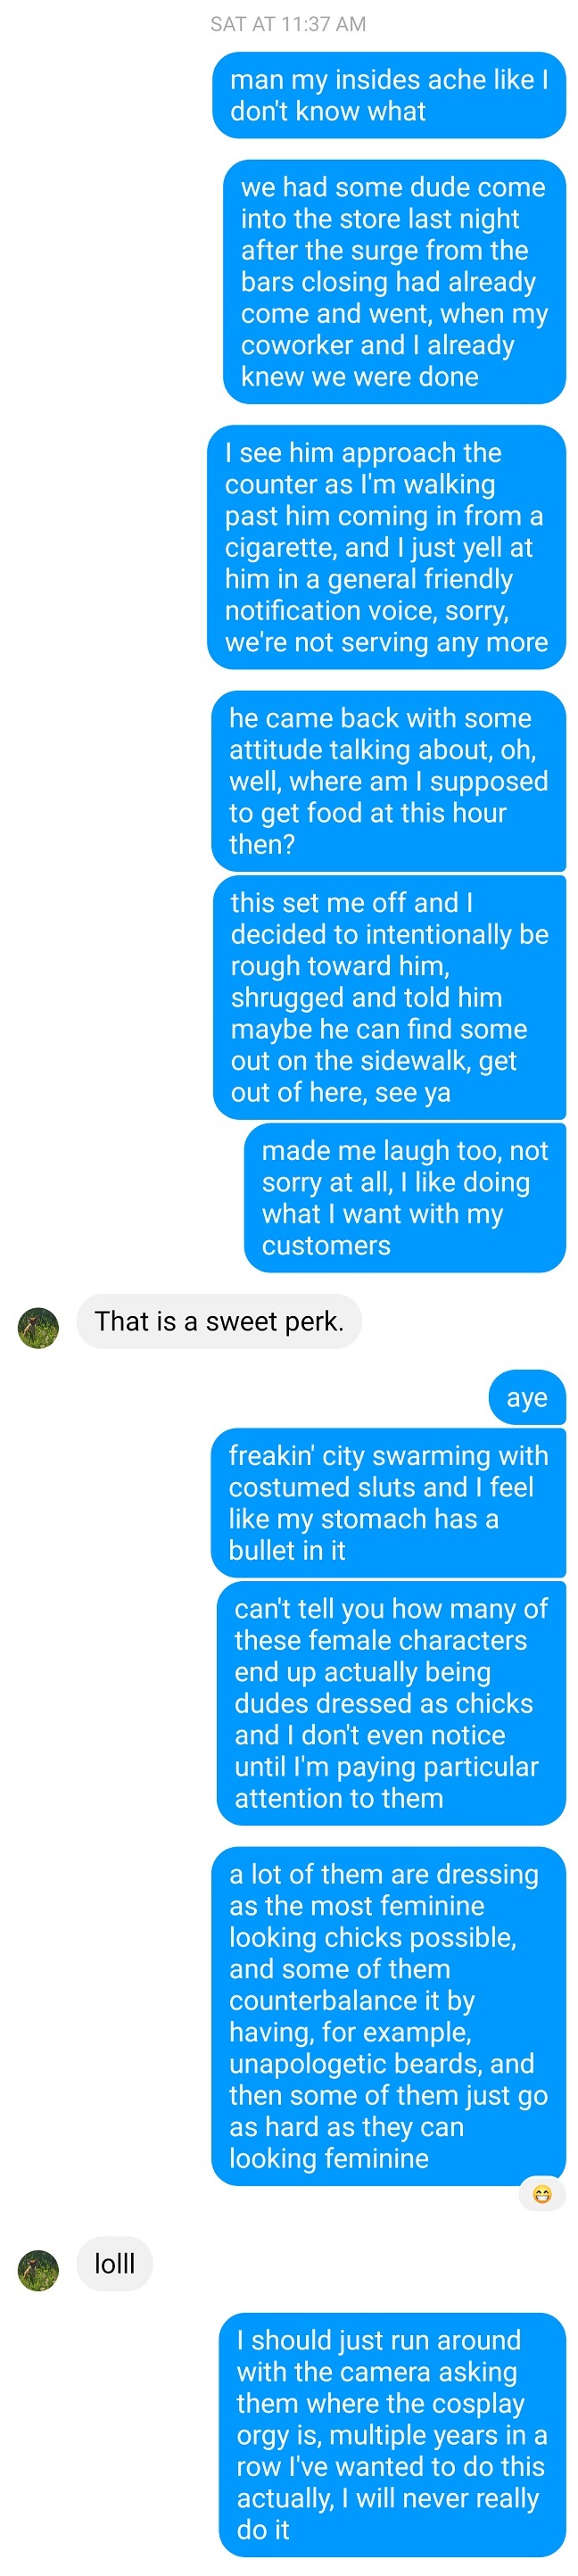 SAT AT 11:37 AM
man my insides ache like I
don't know what
we had some dude come
into the store last night
after the surge from the
bars closing had already
come and went, when my
coworker and I already
knew we were done
I see him approach the
counter as I'm walking
past him coming in from a
cigarette, and I just yell at
him in a general friendly
notification voice, sorry,
we're not serving any more
he came back with some
attitude talking about, oh,
well, where am I supposed
to get food at this hour
then?
this set me off and I
decided to intentionally be
rough toward him,
shrugged and told him
maybe he can find some
out on the sidewalk, get
out of here, see ya
made me laugh too, not
sorry at all, I like doing
what I want with my
customers
That is a sweet perk.
aye
freakin' city swarming with
costumed sluts and I feel
like my stomach has a
bullet in it
can't tell you how many of
these female characters
end up actually being
dudes dressed as chicks
and I don't even notice
until I'm paying particular
attention to them
a lot of them are dressing
as the most feminine
looking chicks possible,
and some of them
counterbalance it by
having, for example,
unapologetic beards, and
then some of them just go
as hard as they can
looking feminine
lolll
I should just run around
with the camera asking
them where the cosplay
orgy is, multiple years in a
row I've wanted to do this
actually, I will never really
do it